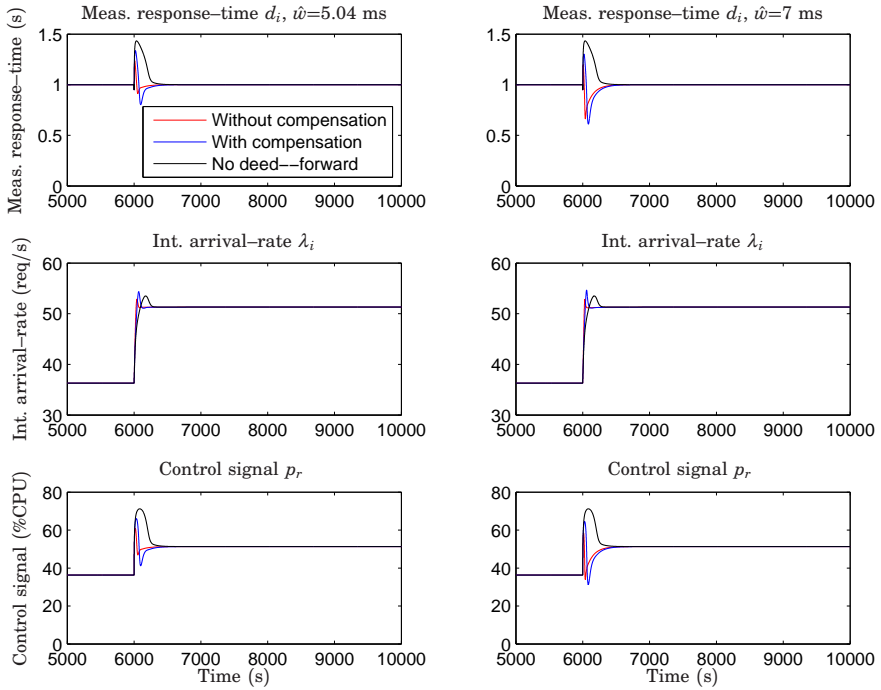 Meas. response–time d_i, ŵ=5.04 ms
Meas. response–time (s)
1.5
1
0.5
0
Without compensation
With compensation
No deed−−forward
5000 6000 7000 8000 9000 10000
Meas. response–time d_i, ŵ=7 ms
1.5
1
0.5
0
5000 6000 7000 8000 9000 10000
Int. arrival–rate λ_i
Int. arrival–rate (req/s)
60
50
40
30
5000 6000 7000 8000 9000 10000
Int. arrival–rate λ_i
60
50
40
30
5000 6000 7000 8000 9000 10000
Control signal p_r
Control signal (%CPU)
80
60
40
20
0
5000 6000 7000 8000 9000 10000
Time (s)
Control signal p_r
80
60
40
20
0
5000 6000 7000 8000 9000 10000
Time (s)